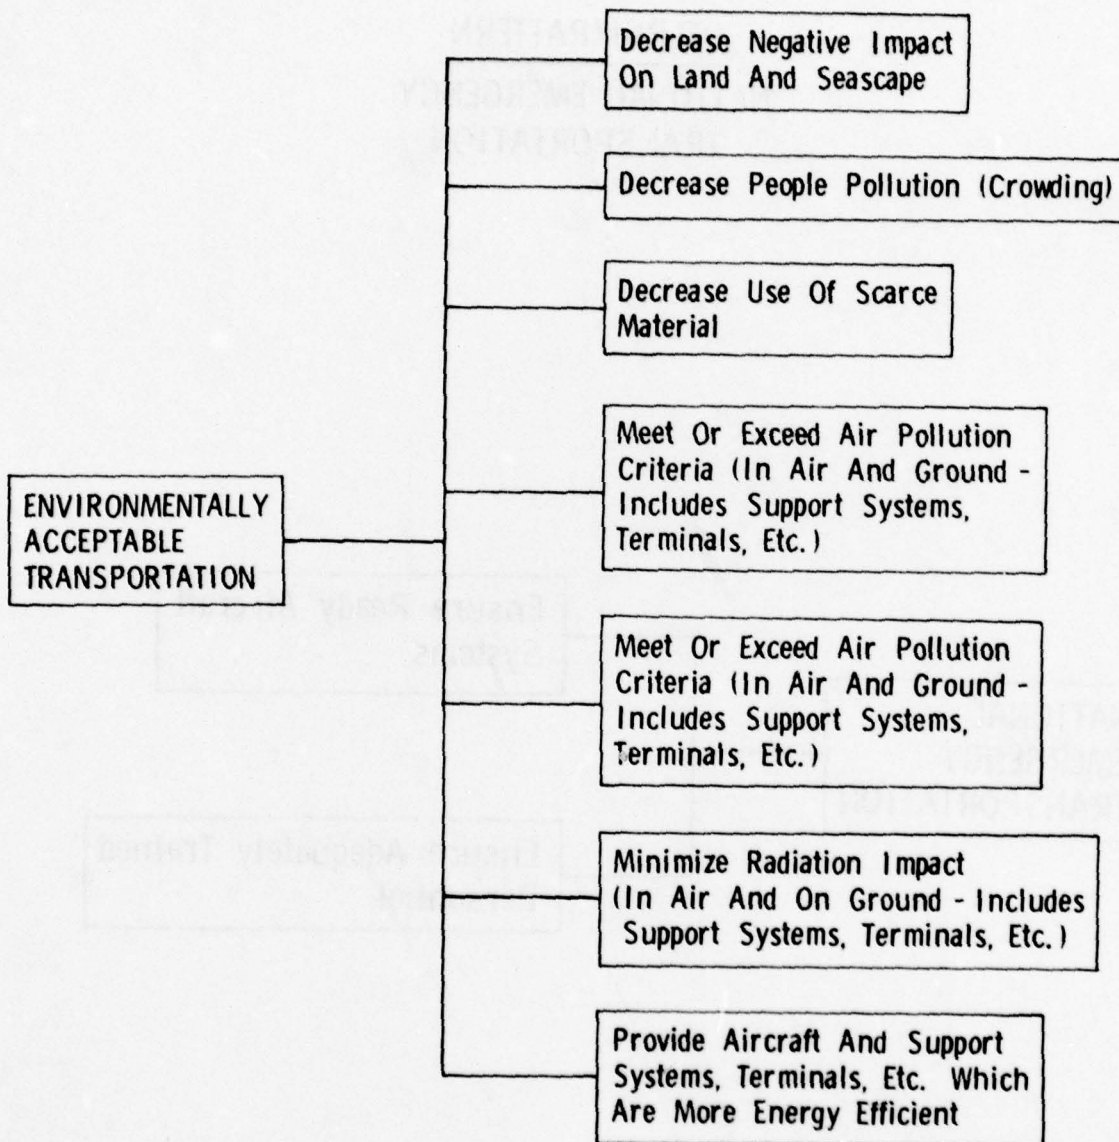 Decrease Negative Impact
On Land And Seascape
Decrease People Pollution (Crowding)
Decrease Use Of Scarce
Material
Meet Or Exceed Air Pollution
Criteria (In Air And Ground -
Includes Support Systems,
Terminals, Etc.)
ENVIRONMENTALLY
ACCEPTABLE
TRANSPORTATION
Meet Or Exceed Air Pollution
Criteria (In Air And Ground -
Includes Support Systems,
Terminals, Etc.)
Minimize Radiation Impact
(In Air And On Ground - Includes
Support Systems, Terminals, Etc.)
Provide Aircraft And Support
Systems, Terminals, Etc. Which
Are More Energy Efficient